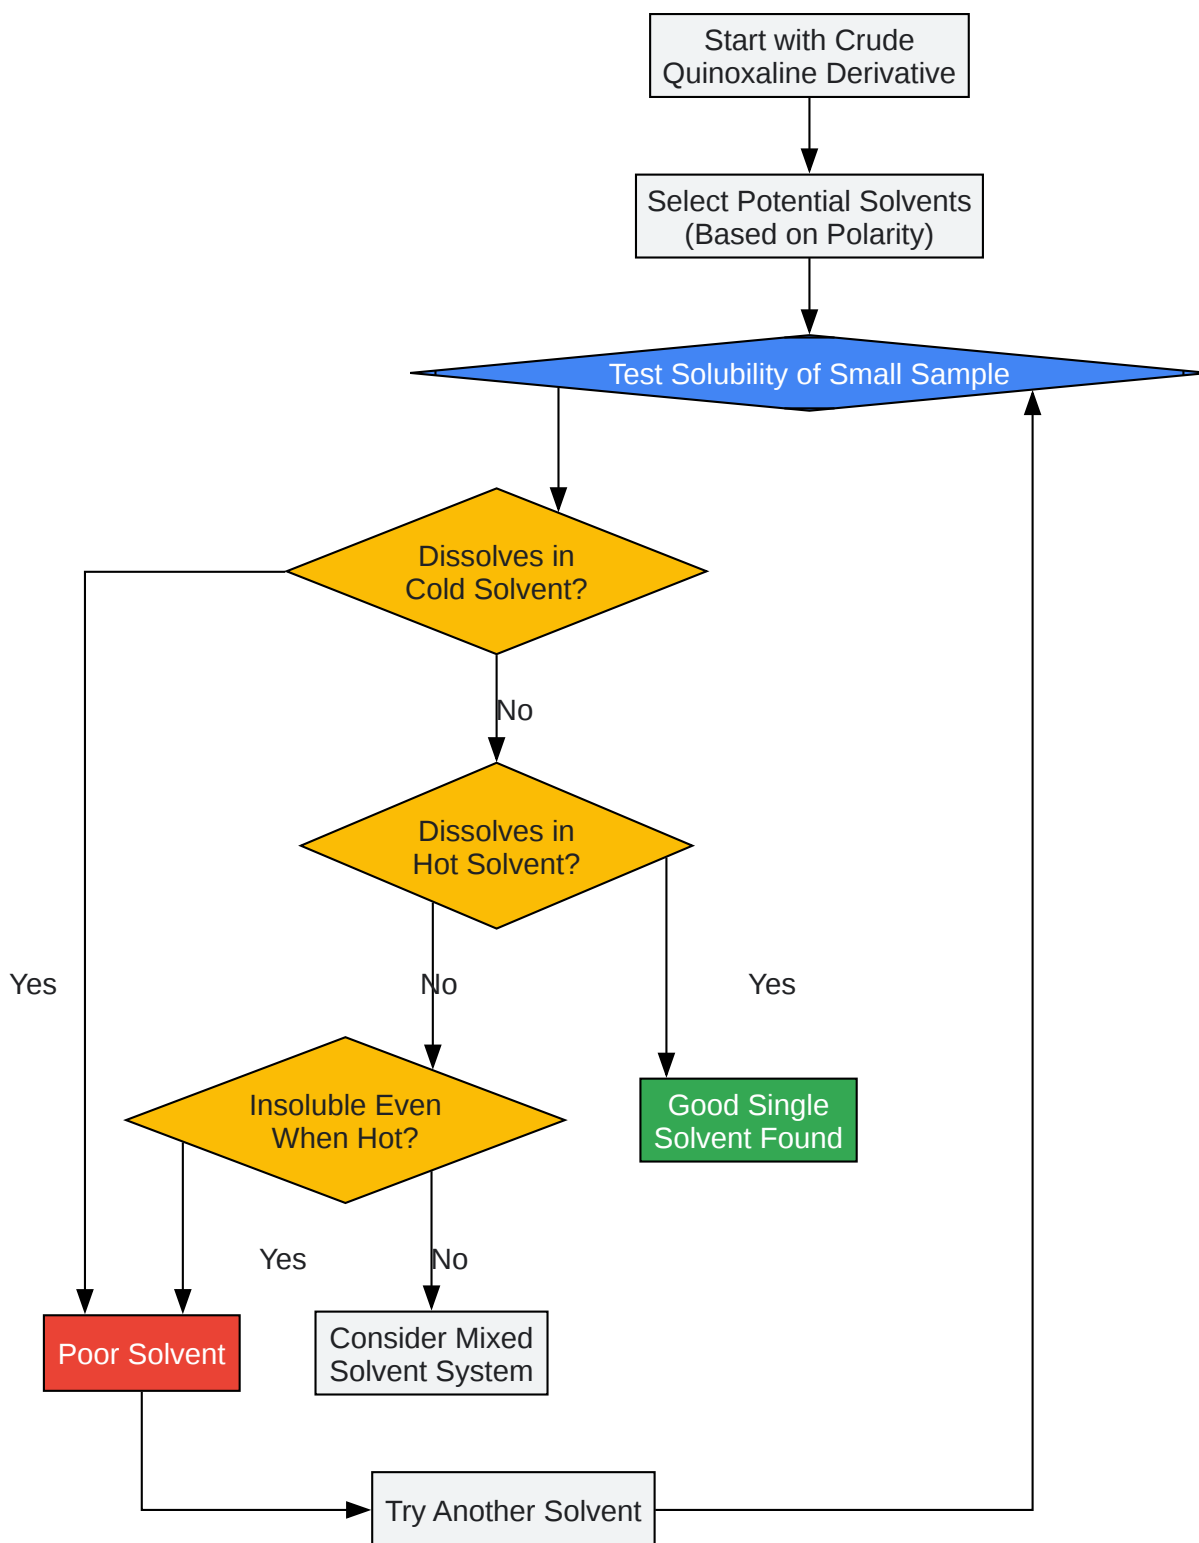 Start with Crude
Quinoxaline Derivative
Select Potential Solvents
(Based on Polarity)
Test Solubility of Small Sample
Dissolves in
Cold Solvent?
No
Dissolves in
Hot Solvent?
Yes
No
Yes
Insoluble Even
When Hot?
Good Single
Solvent Found
Yes
No
Poor Solvent
Consider Mixed
Solvent System
Try Another Solvent